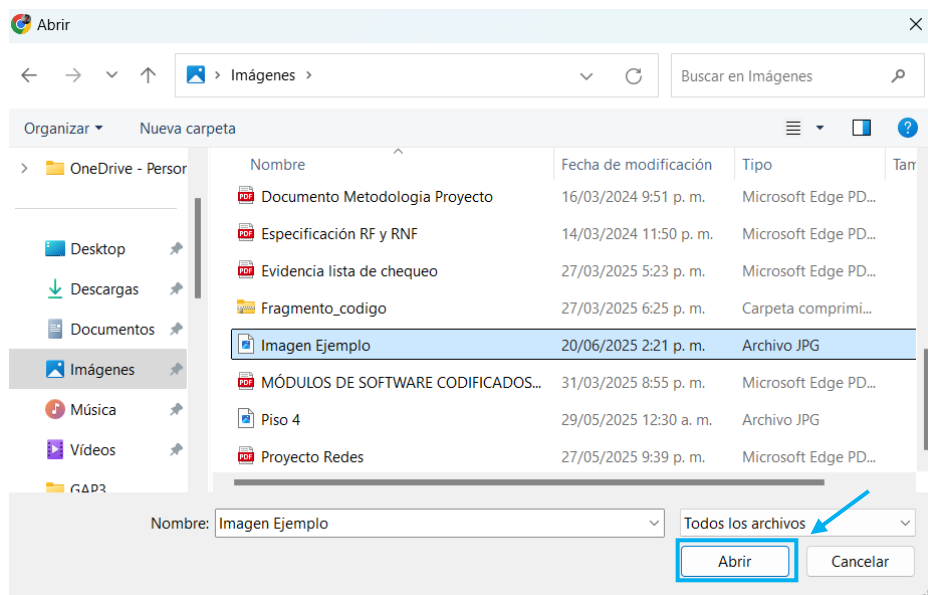 Abrir
Imágenes
Buscar en Imágenes
Organizar
Nueva carpeta
OneDrive - Person
Desktop
Descargas
Documentos
Imágenes
Música
Vídeos
GAP3
Nombre Fecha de modificación Tipo Tam
Documento Metodologia Proyecto 16/03/2024 9:51 p. m. Microsoft Edge PD...
Especificación RF y RNF 14/03/2024 11:50 p. m. Microsoft Edge PD...
Evidencia lista de chequeo 27/03/2025 5:23 p. m. Microsoft Edge PD...
Fragmento_codigo 27/03/2025 6:25 p. m. Carpeta comprimi...
Imagen Ejemplo 20/06/2025 2:21 p. m. Archivo JPG
MÓDULOS DE SOFTWARE CODIFICADOS... 31/03/2025 8:55 p. m. Microsoft Edge PD...
Piso 4 29/05/2025 12:30 a. m. Archivo JPG
Proyecto Redes 27/05/2025 9:39 p. m. Microsoft Edge PD...
Nombre: Imagen Ejemplo
Todos los archivos
Abrir
Cancelar